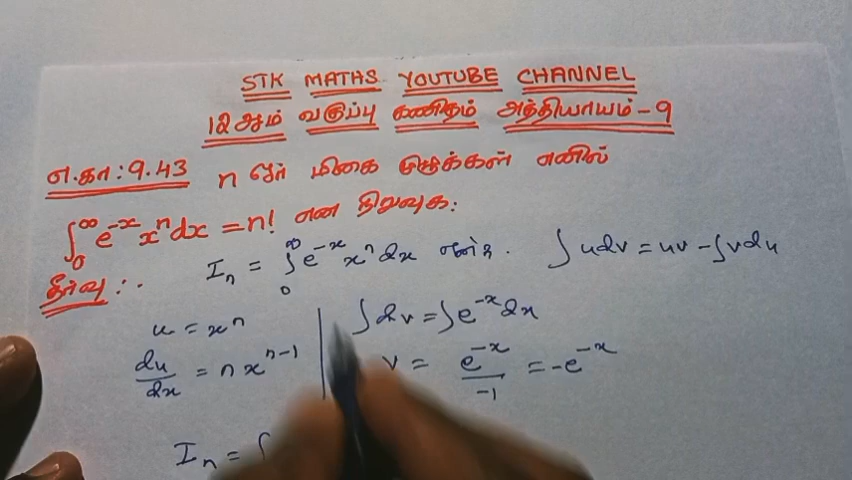 STK MATHS YOUTUBE CHANNEL
12ஆம் வகுப்பு கணிதம் அத்தியாயம் - 9
எ.கா : 9.43 n ஓர் மிகை முழுக்கள் எனில்
∫₀^∞ e^{-x} x^n dx = n! என நிறுவுக.
தீர்வு :- I_n = ∫₀^∞ e^{-x} x^n dx என்க. ∫ u dv = uv - ∫ v du
u = x^n ∫ dv = ∫ e^{-x} dx
du/dx = n x^{n-1} v = e^{-x}/-1 = -e^{-x}
I_n = ∫